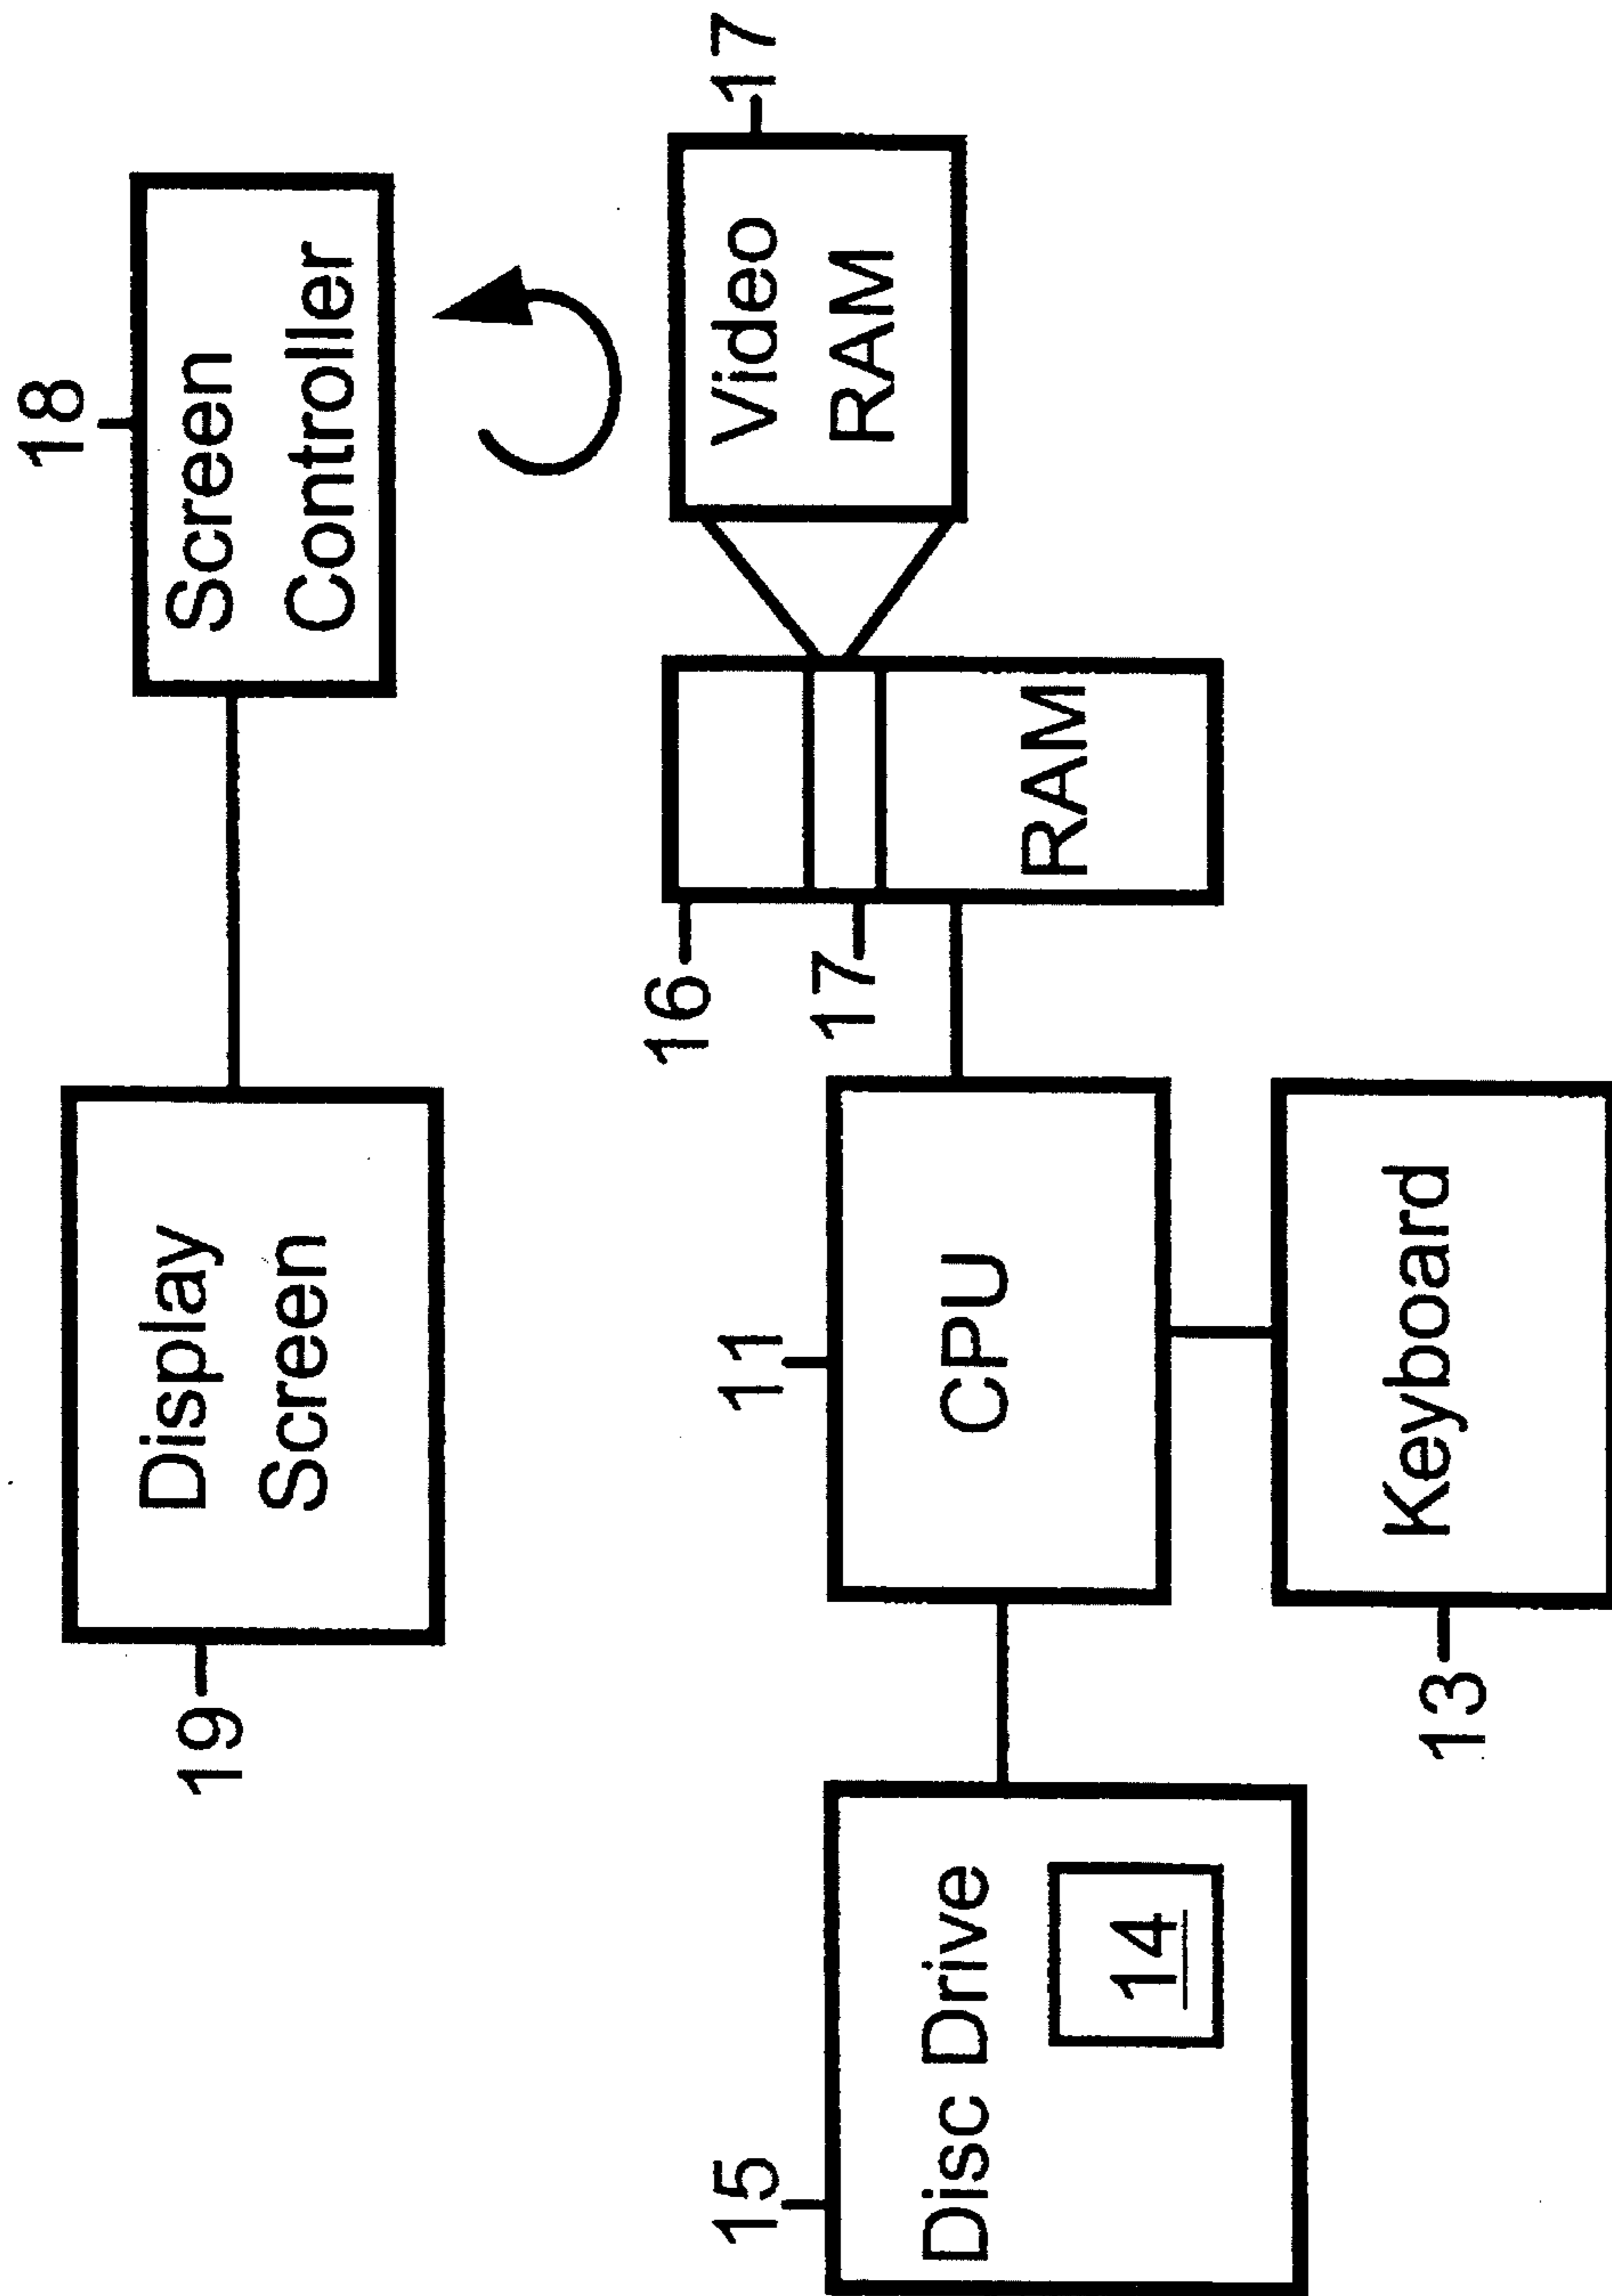 19
Display
Screen
18
Screen
Controller
15
Disc Drive
14
11
CPU
13
Keyboard
16
17
RAM
Video
RAM
17